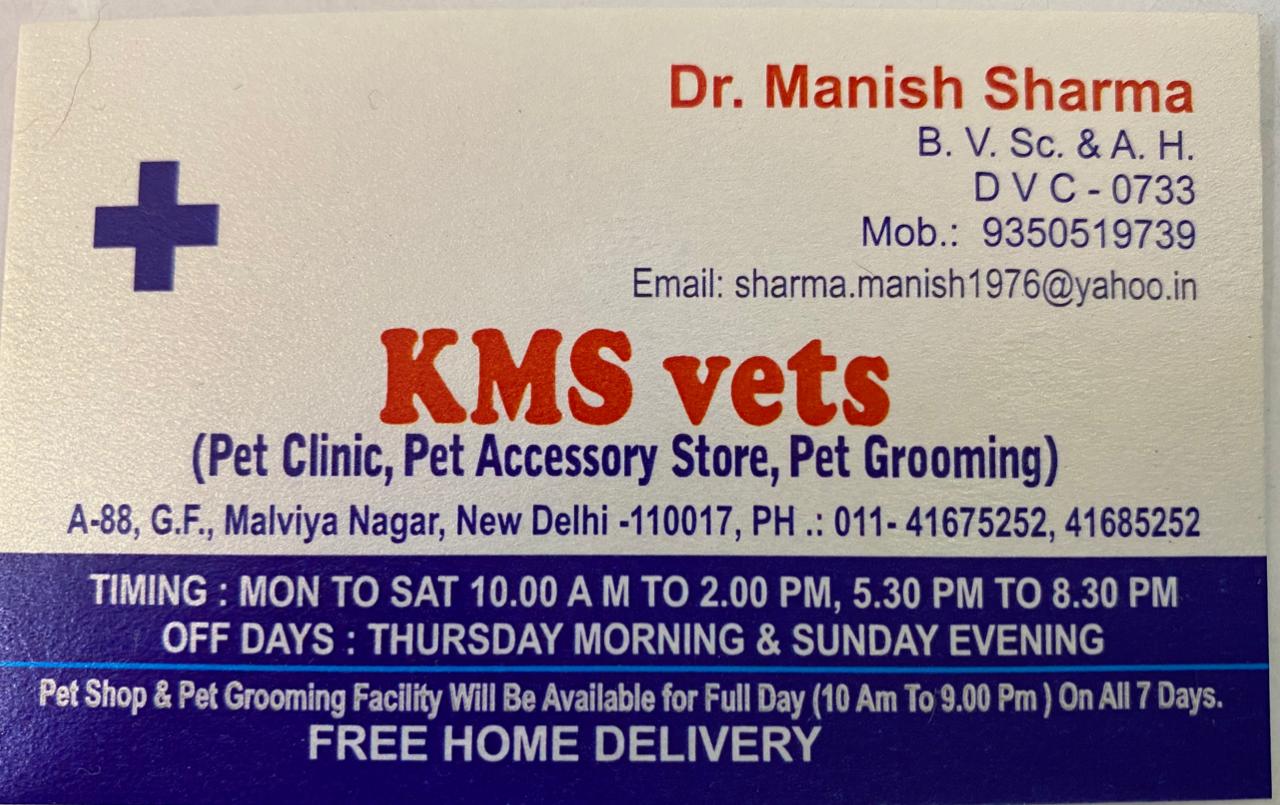 Dr. Manish Sharma
B. V. Sc. & A. H.
D V C - 0733
Mob.: 9350519739
Email: sharma.manish1976@yahoo.in
KMS vets
(Pet Clinic, Pet Accessory Store, Pet Grooming)
A-88, G.F., Malviya Nagar, New Delhi -110017, PH .: 011- 41675252, 41685252
TIMING : MON TO SAT 10.00 A M TO 2.00 PM, 5.30 PM TO 8.30 PM
OFF DAYS : THURSDAY MORNING & SUNDAY EVENING
Pet Shop & Pet Grooming Facility Will Be Available for Full Day (10 Am To 9.00 Pm ) On All 7 Days.
FREE HOME DELIVERY